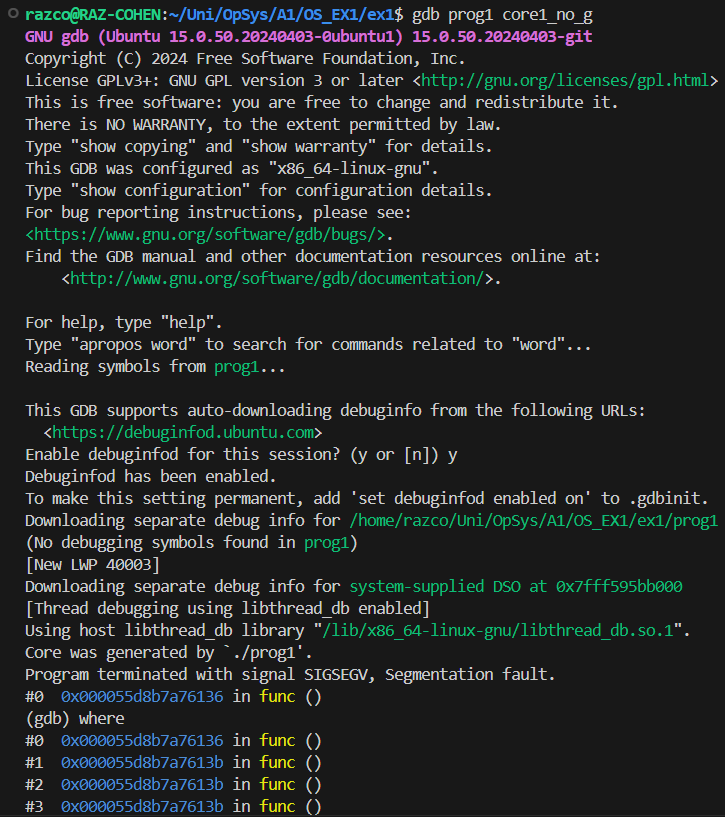 razco@RAZ-COHEN:~/Uni/OpSys/A1/OS_EX1/ex1$ gdb prog1 core1_no_g
GNU gdb (Ubuntu 15.0.50.20240403-0ubuntu1) 15.0.50.20240403-git
Copyright (C) 2024 Free Software Foundation, Inc.
License GPLv3+: GNU GPL version 3 or later <http://gnu.org/licenses/gpl.html>
This is free software: you are free to change and redistribute it.
There is NO WARRANTY, to the extent permitted by law.
Type "show copying" and "show warranty" for details.
This GDB was configured as "x86_64-linux-gnu".
Type "show configuration" for configuration details.
For bug reporting instructions, please see:
<https://www.gnu.org/software/gdb/bugs/>.
Find the GDB manual and other documentation resources online at:
    <http://www.gnu.org/software/gdb/documentation/>.

For help, type "help".
Type "apropos word" to search for commands related to "word"...
Reading symbols from prog1...

This GDB supports auto-downloading debuginfo from the following URLs:
  <https://debuginfod.ubuntu.com>
Enable debuginfod for this session? (y or [n]) y
Debuginfod has been enabled.
To make this setting permanent, add 'set debuginfod enabled on' to .gdbinit.
Downloading separate debug info for /home/razco/Uni/OpSys/A1/OS_EX1/ex1/prog1
(No debugging symbols found in prog1)
[New LWP 40003]
Downloading separate debug info for system-supplied DSO at 0x7fff595bb000
[Thread debugging using libthread_db enabled]
Using host libthread_db library "/lib/x86_64-linux-gnu/libthread_db.so.1".
Core was generated by `./prog1'.
Program terminated with signal SIGSEGV, Segmentation fault.
#0  0x000055d8b7a76136 in func ()
(gdb) where
#0  0x000055d8b7a76136 in func ()
#1  0x000055d8b7a7613b in func ()
#2  0x000055d8b7a7613b in func ()
#3  0x000055d8b7a7613b in func ()